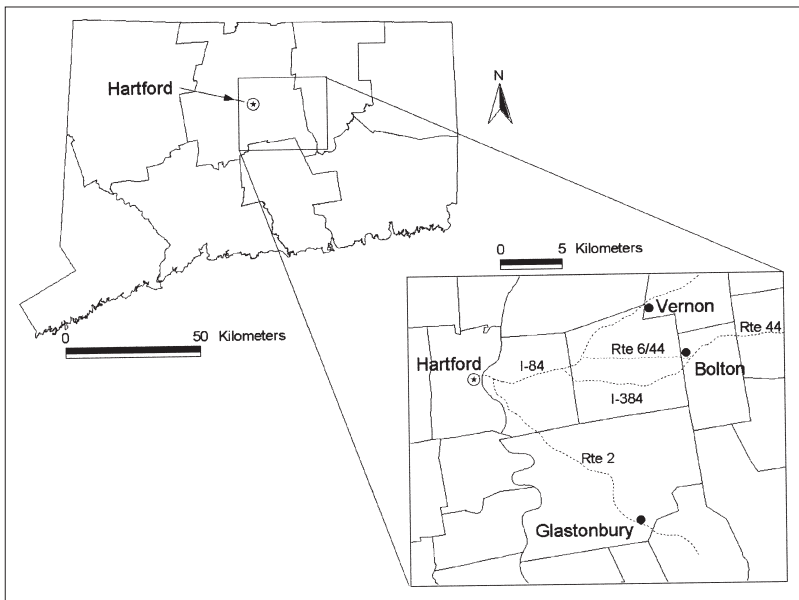 Hartford
N
0 5 Kilometers
0 50 Kilometers
Vernon
Rte 44
Rte 6/44
Hartford
I-84
Bolton
I-384
Rte 2
Glastonbury